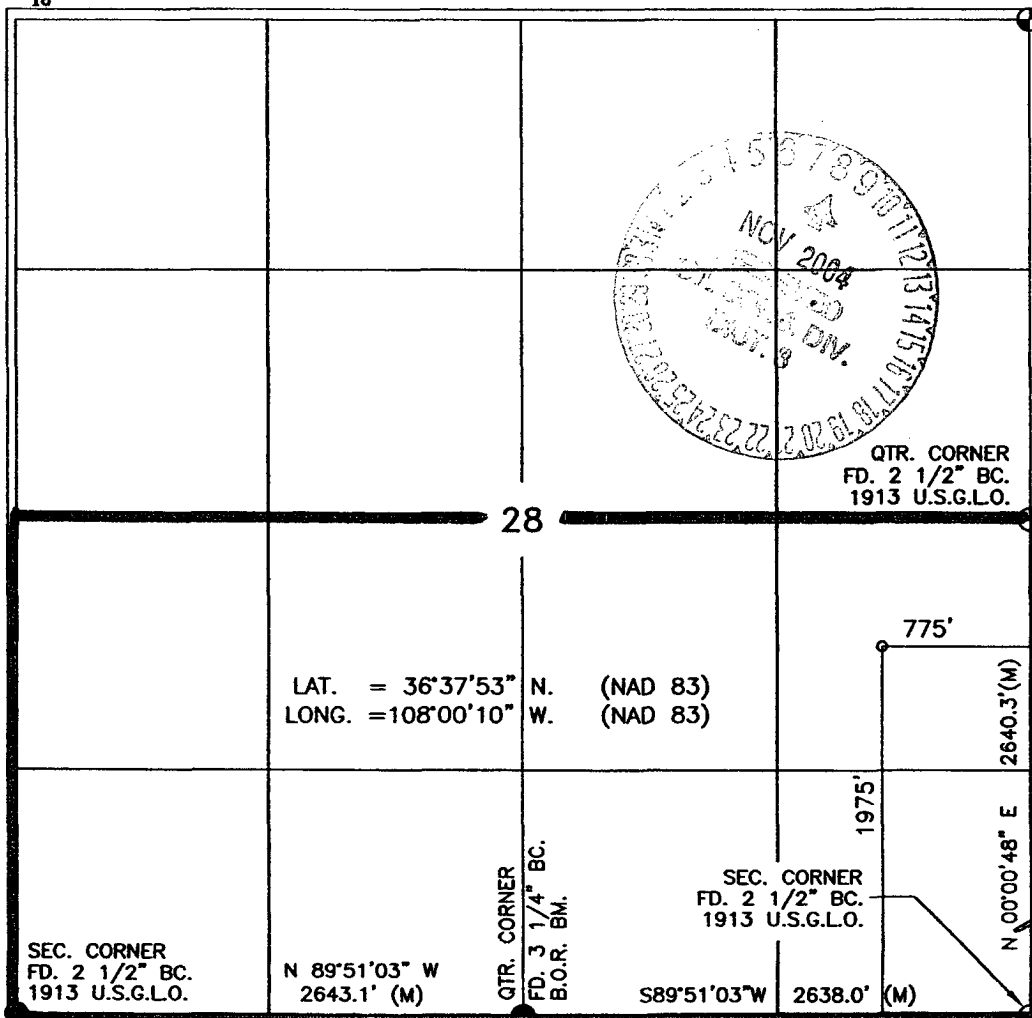 16
NOV 2004
DIV.
QTR. CORNER
FD. 2 1/2" BC.
1913 U.S.G.L.O.
28
775'
LAT. = 36°37'53" N. (NAD 83)
LONG. =108°00'10" W. (NAD 83)
2640.3'(M)
1975'
N 00°00'48" E
SEC. CORNER
FD. 2 1/2" BC.
1913 U.S.G.L.O.
QTR. CORNER
FD. 3 1/4" BC.
B.O.R. BM.
SEC. CORNER
FD. 2 1/2" BC.
1913 U.S.G.L.O.
N 89°51'03" W
2643.1' (M)
S89°51'03"W 2638.0' (M)